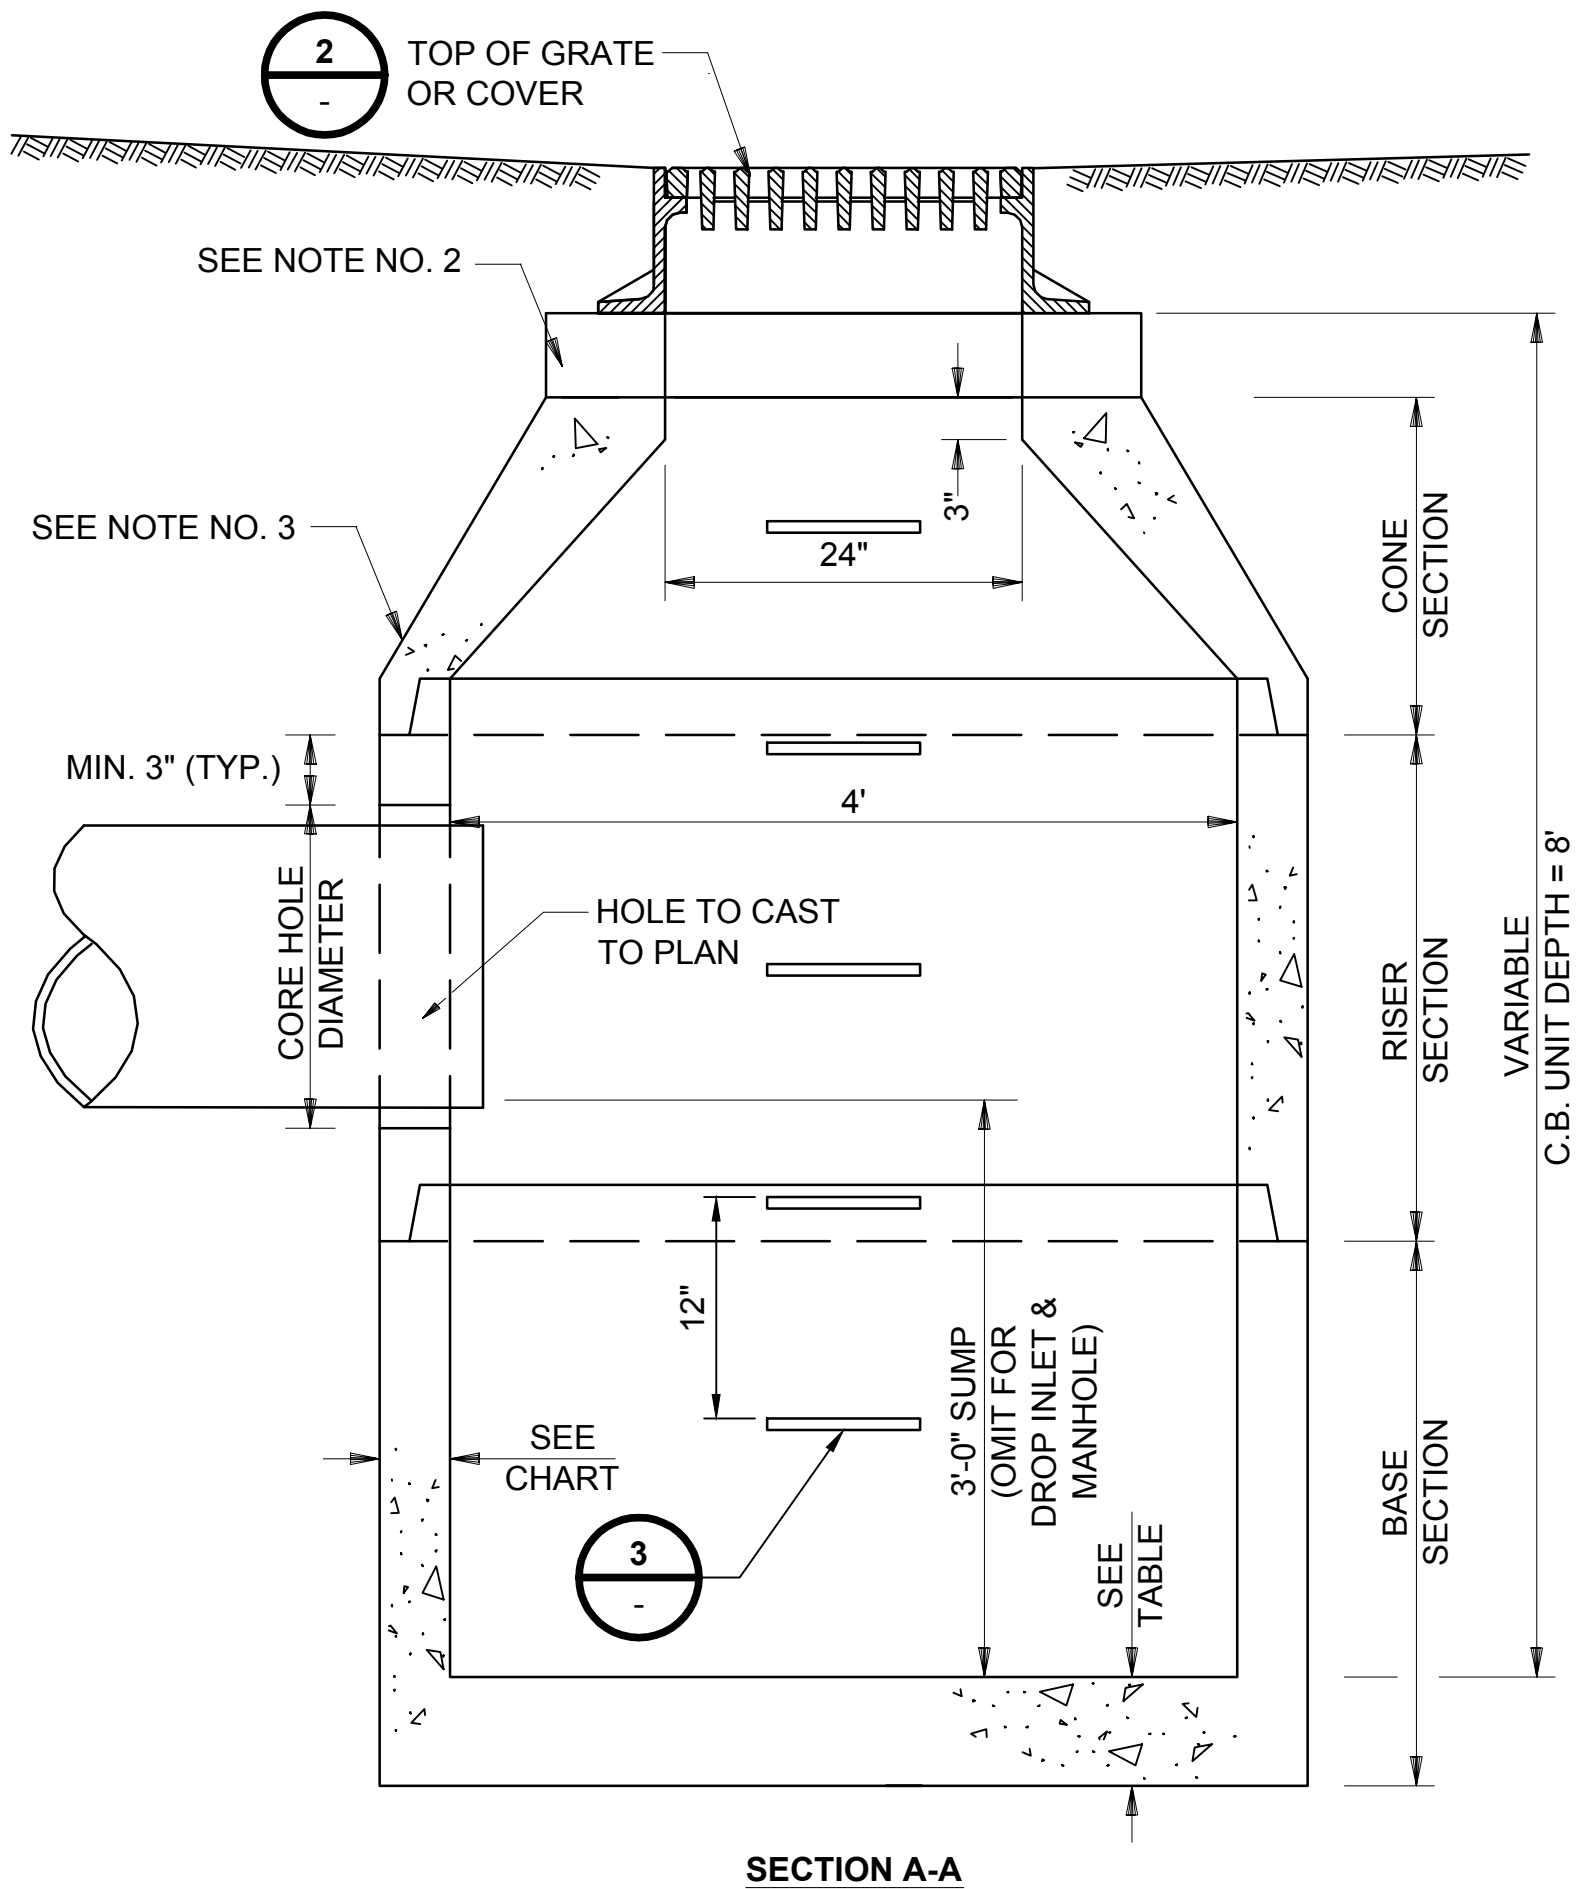 2
-
TOP OF GRATE
OR COVER
SEE NOTE NO. 2
SEE NOTE NO. 3
3"
24"
CONE
SECTION
MIN. 3" (TYP.)
4'
CORE HOLE
DIAMETER
HOLE TO CAST
TO PLAN
RISER
SECTION
VARIABLE
C.B. UNIT DEPTH = 8'
12"
3'-0" SUMP
(OMIT FOR
DROP INLET &
MANHOLE)
SEE
CHART
BASE
SECTION
3
-
SEE
TABLE
SECTION A-A